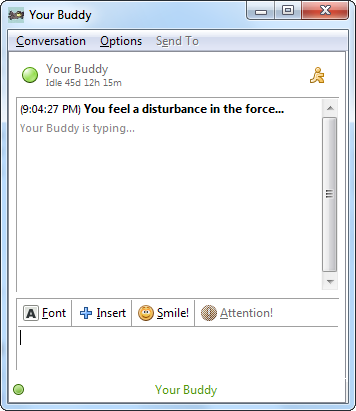 Your Buddy
Conversation Options Send To
Your Buddy
Idle 45d 12h 15m
(9:04:27 PM) You feel a disturbance in the force...
Your Buddy is typing...
Font Insert Smile! Attention!
Your Buddy